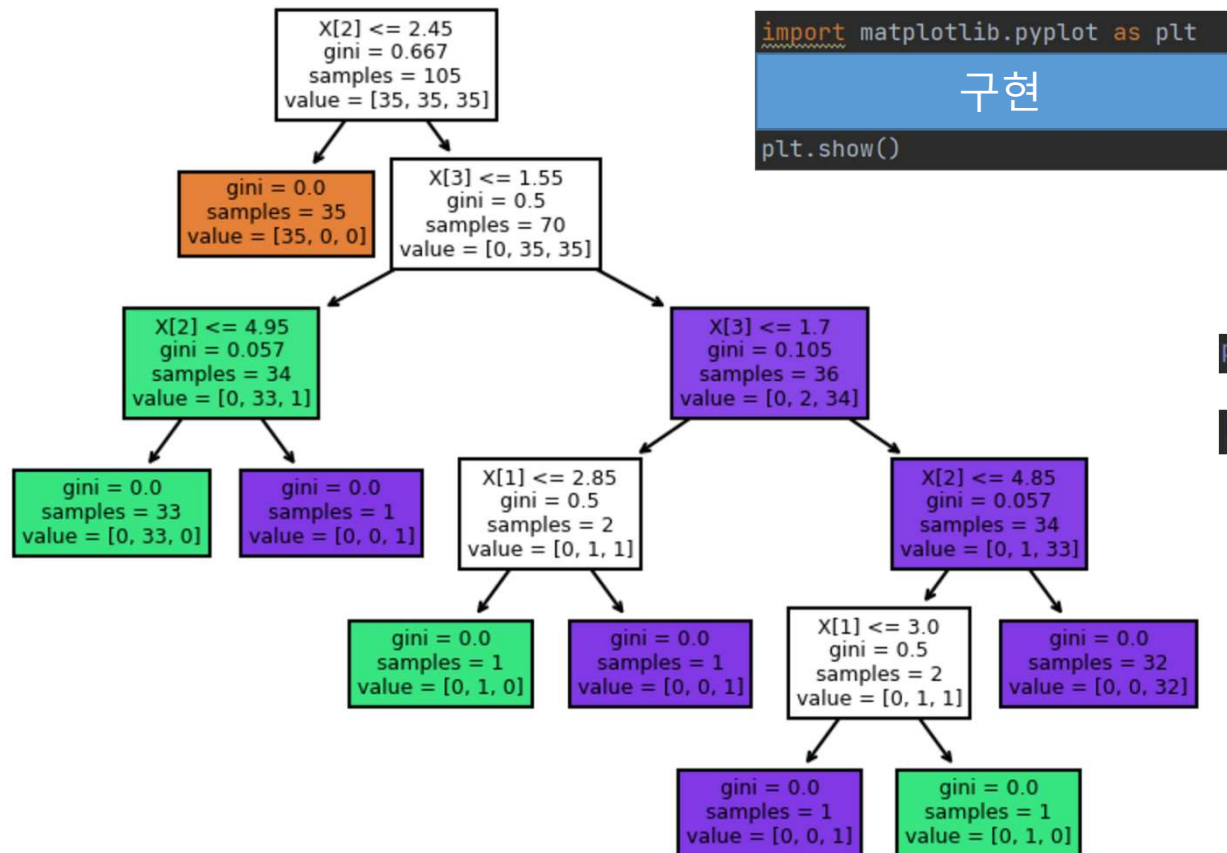 X[2] <= 2.45
gini = 0.667
samples = 105
value = [35, 35, 35]
import matplotlib.pyplot as plt
구현
plt.show()
gini = 0.0
samples = 35
value = [35, 0, 0]
X[3] <= 1.55
gini = 0.5
samples = 70
value = [0, 35, 35]
X[2] <= 4.95
gini = 0.057
samples = 34
value = [0, 33, 1]
X[3] <= 1.7
gini = 0.105
samples = 36
value = [0, 2, 34]
gini = 0.0
samples = 33
value = [0, 33, 0]
gini = 0.0
samples = 1
value = [0, 0, 1]
X[1] <= 2.85
gini = 0.5
samples = 2
value = [0, 1, 1]
X[2] <= 4.85
gini = 0.057
samples = 34
value = [0, 1, 33]
gini = 0.0
samples = 1
value = [0, 1, 0]
gini = 0.0
samples = 1
value = [0, 0, 1]
X[1] <= 3.0
gini = 0.5
samples = 2
value = [0, 1, 1]
gini = 0.0
samples = 32
value = [0, 0, 32]
gini = 0.0
samples = 1
value = [0, 0, 1]
gini = 0.0
samples = 1
value = [0, 1, 0]